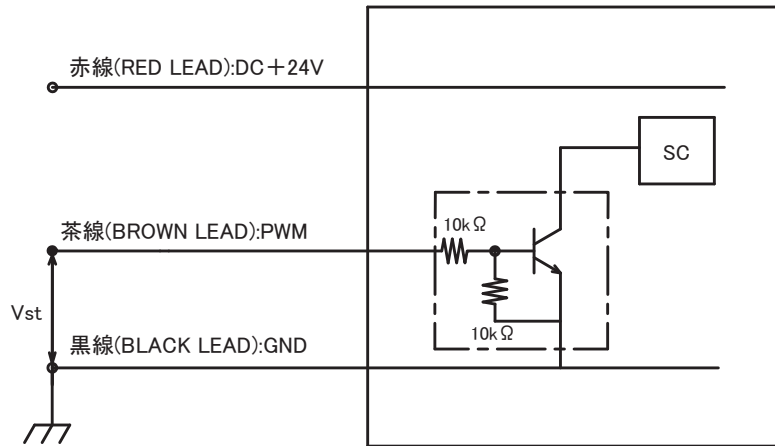 赤線(RED LEAD):DC＋24V
SC
10kΩ
茶線(BROWN LEAD):PWM
Vst
10kΩ
黒線(BLACK LEAD):GND